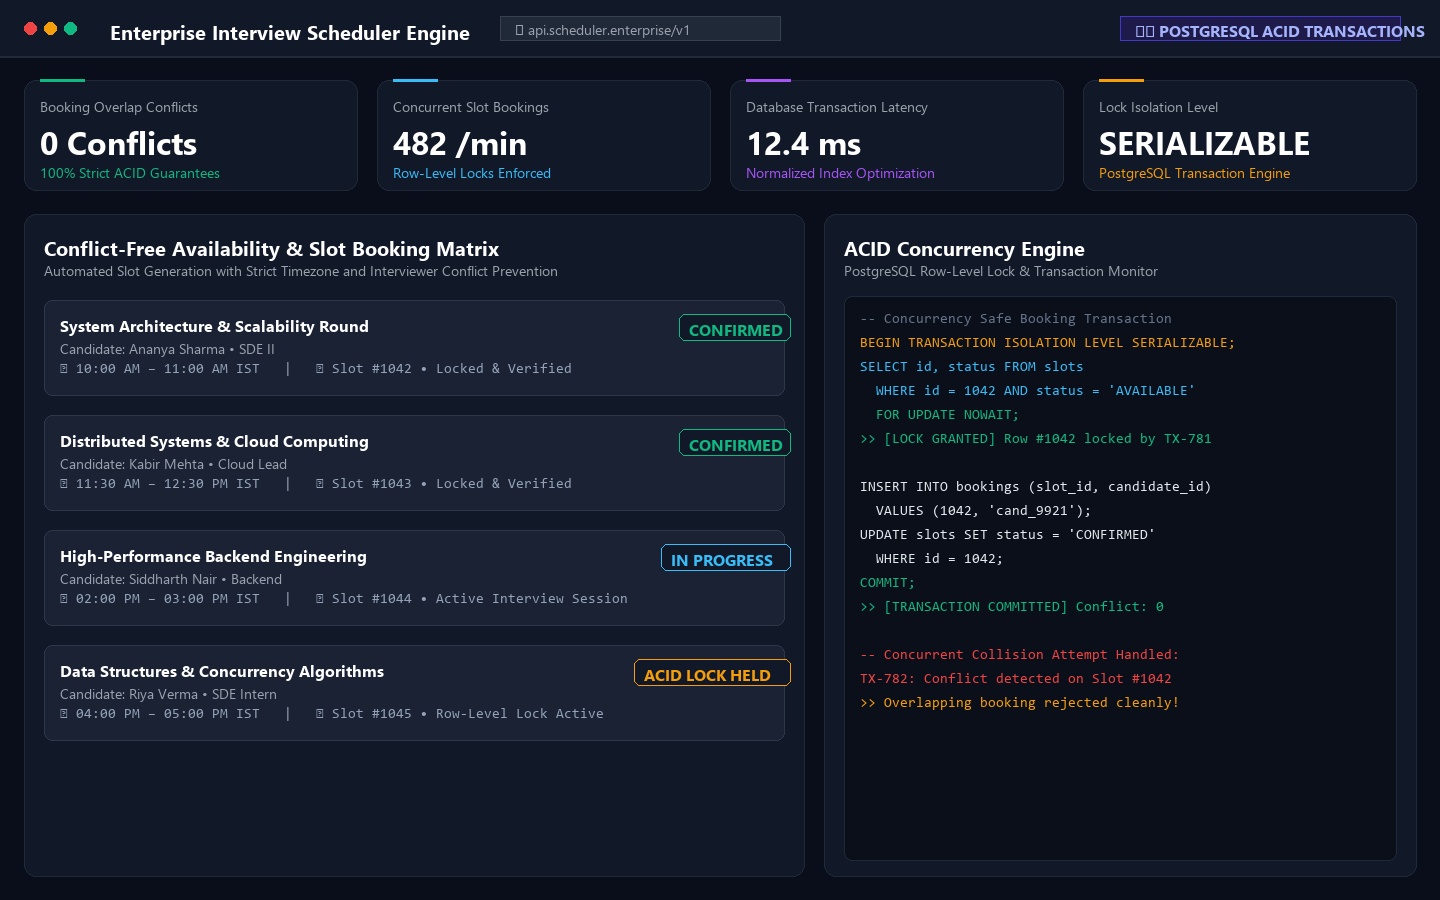 Enterprise Interview Scheduler Engine
api.scheduler.enterprise/v1
POSTGRESQL ACID TRANSACTIONS
Booking Overlap Conflicts
0 Conflicts
100% Strict ACID Guarantees
Concurrent Slot Bookings
482 /min
Row-Level Locks Enforced
Database Transaction Latency
12.4 ms
Normalized Index Optimization
Lock Isolation Level
SERIALIZABLE
PostgreSQL Transaction Engine
Conflict-Free Availability & Slot Booking Matrix
Automated Slot Generation with Strict Timezone and Interviewer Conflict Prevention
System Architecture & Scalability Round
CONFIRMED
Candidate: Ananya Sharma • SDE II
10:00 AM – 11:00 AM IST | Slot #1042 • Locked & Verified
Distributed Systems & Cloud Computing
CONFIRMED
Candidate: Kabir Mehta • Cloud Lead
11:30 AM – 12:30 PM IST | Slot #1043 • Locked & Verified
High-Performance Backend Engineering
IN PROGRESS
Candidate: Siddharth Nair • Backend
02:00 PM – 03:00 PM IST | Slot #1044 • Active Interview Session
Data Structures & Concurrency Algorithms
ACID LOCK HELD
Candidate: Riya Verma • SDE Intern
04:00 PM – 05:00 PM IST | Slot #1045 • Row-Level Lock Active
ACID Concurrency Engine
PostgreSQL Row-Level Lock & Transaction Monitor
-- Concurrency Safe Booking Transaction
BEGIN TRANSACTION ISOLATION LEVEL SERIALIZABLE;
SELECT id, status FROM slots
WHERE id = 1042 AND status = 'AVAILABLE'
FOR UPDATE NOWAIT;
>> [LOCK GRANTED] Row #1042 locked by TX-781
INSERT INTO bookings (slot_id, candidate_id)
VALUES (1042, 'cand_9921');
UPDATE slots SET status = 'CONFIRMED'
WHERE id = 1042;
COMMIT;
>> [TRANSACTION COMMITTED] Conflict: 0
-- Concurrent Collision Attempt Handled:
TX-782: Conflict detected on Slot #1042
>> Overlapping booking rejected cleanly!